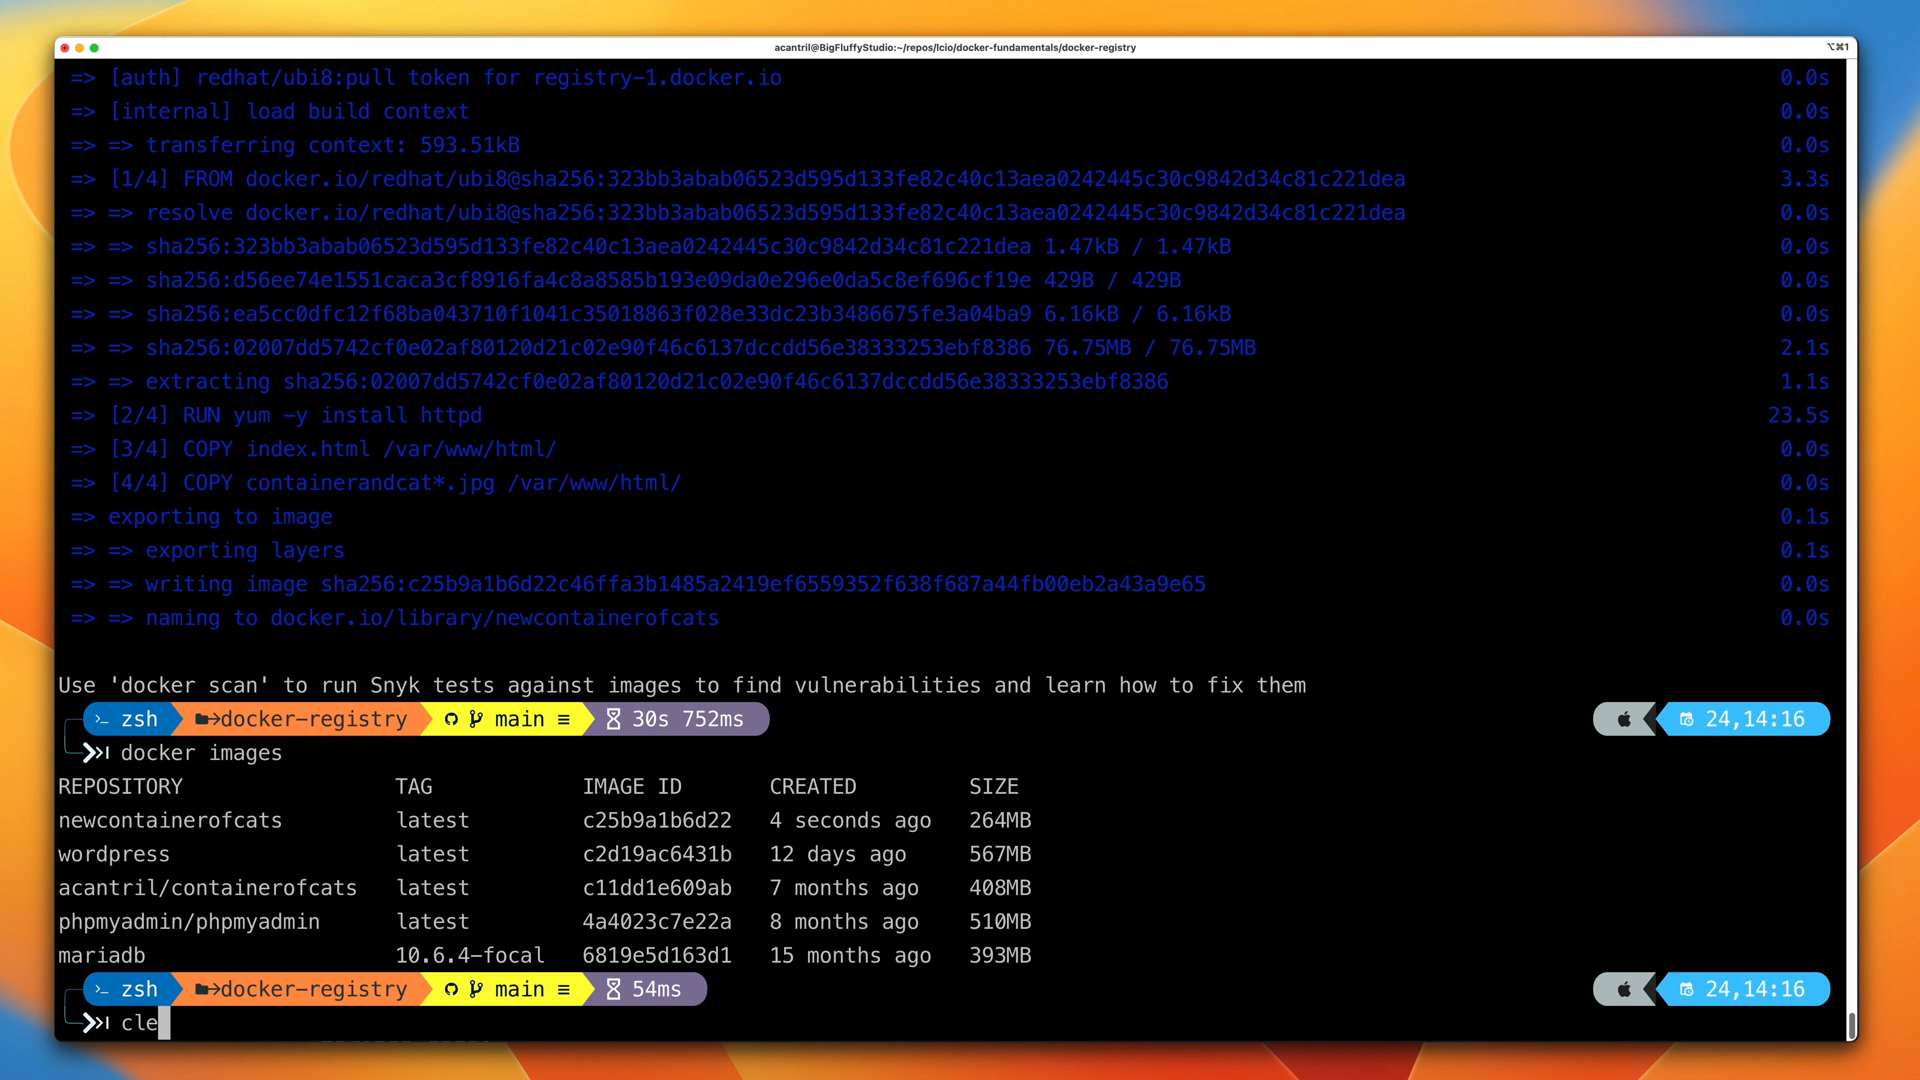 acantril@BigFluffyStudio:~/repos/lcio/docker-fundamentals/docker-registry ⌥⌘1
=> [auth] redhat/ubi8:pull token for registry-1.docker.io 0.0s
=> [internal] load build context 0.0s
=> => transferring context: 593.51kB 0.0s
=> [1/4] FROM docker.io/redhat/ubi8@sha256:323bb3abab06523d595d133fe82c40c13aea0242445c30c9842d34c81c221dea 3.3s
=> => resolve docker.io/redhat/ubi8@sha256:323bb3abab06523d595d133fe82c40c13aea0242445c30c9842d34c81c221dea 0.0s
=> => sha256:323bb3abab06523d595d133fe82c40c13aea0242445c30c9842d34c81c221dea 1.47kB / 1.47kB 0.0s
=> => sha256:d56ee74e1551caca3cf8916fa4c8a8585b193e09da0e296e0da5c8ef696cf19e 429B / 429B 0.0s
=> => sha256:ea5cc0dfc12f68ba043710f1041c35018863f028e33dc23b3486675fe3a04ba9 6.16kB / 6.16kB 0.0s
=> => sha256:02007dd5742cf0e02af80120d21c02e90f46c6137dccdd56e38333253ebf8386 76.75MB / 76.75MB 2.1s
=> => extracting sha256:02007dd5742cf0e02af80120d21c02e90f46c6137dccdd56e38333253ebf8386 1.1s
=> [2/4] RUN yum -y install httpd 23.5s
=> [3/4] COPY index.html /var/www/html/ 0.0s
=> [4/4] COPY containerandcat*.jpg /var/www/html/ 0.0s
=> exporting to image 0.1s
=> => exporting layers 0.1s
=> => writing image sha256:c25b9a1b6d22c46ffa3b1485a2419ef6559352f638f687a44fb00eb2a43a9e65 0.0s
=> => naming to docker.io/library/newcontainerofcats 0.0s
Use 'docker scan' to run Snyk tests against images to find vulnerabilities and learn how to fix them
zsh docker-registry main ≡ 30s 752ms 24,14:16
docker images
REPOSITORY TAG IMAGE ID CREATED SIZE
newcontainerofcats latest c25b9a1b6d22 4 seconds ago 264MB
wordpress latest c2d19ac6431b 12 days ago 567MB
acantril/containerofcats latest c11dd1e609ab 7 months ago 408MB
phpmyadmin/phpmyadmin latest 4a4023c7e22a 8 months ago 510MB
mariadb 10.6.4-focal 6819e5d163d1 15 months ago 393MB
zsh docker-registry main ≡ 54ms 24,14:16
cle